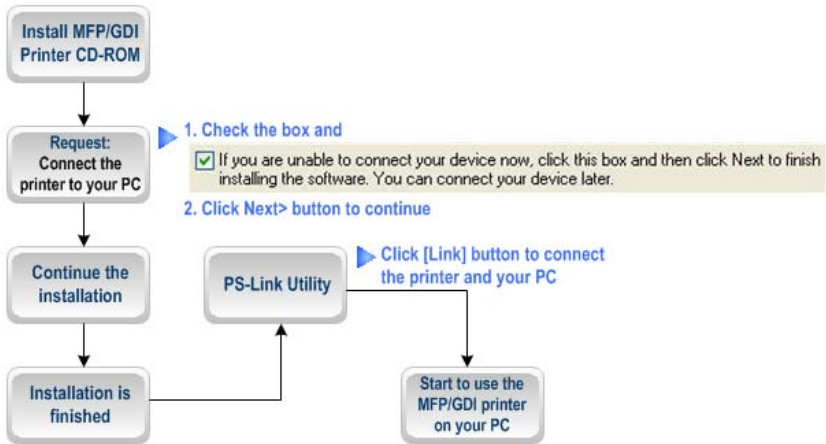 Install MFP/GDI
Printer CD-ROM
Request:
Connect the
printer to your PC
1. Check the box and
If you are unable to connect your device now, click this box and then click Next to finish
installing the software. You can connect your device later.
2. Click Next> button to continue
Continue the
installation
PS-Link Utility
Click [Link] button to connect
the printer and your PC
Installation is
finished
Start to use the
MFP/GDI printer
on your PC